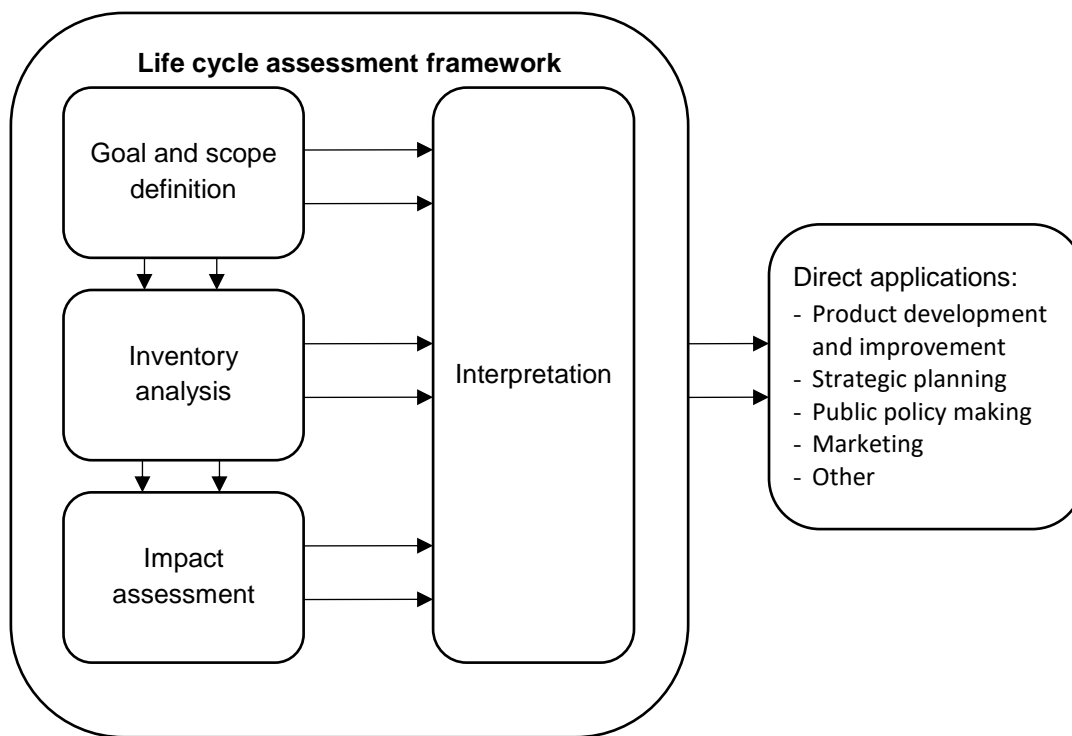 Life cycle assessment framework
Goal and scope
definition
Inventory
analysis
Impact
assessment
Interpretation
Direct applications:
- Product development
and improvement
- Strategic planning
- Public policy making
- Marketing
- Other